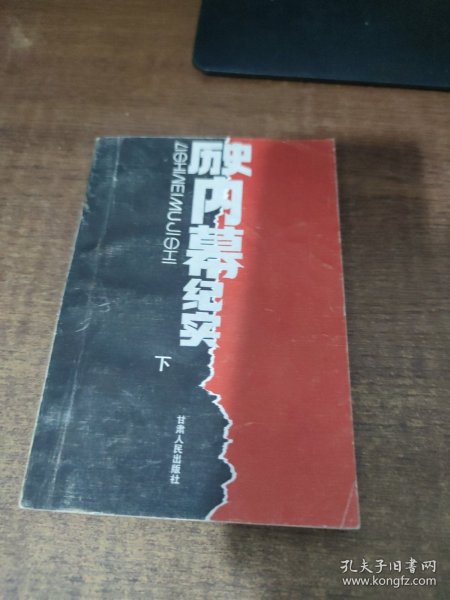 历史
内幕
纪实
LISHINEIMUJISHI
下
甘肃人民出版社
孔夫子旧书网
www.kongfz.com